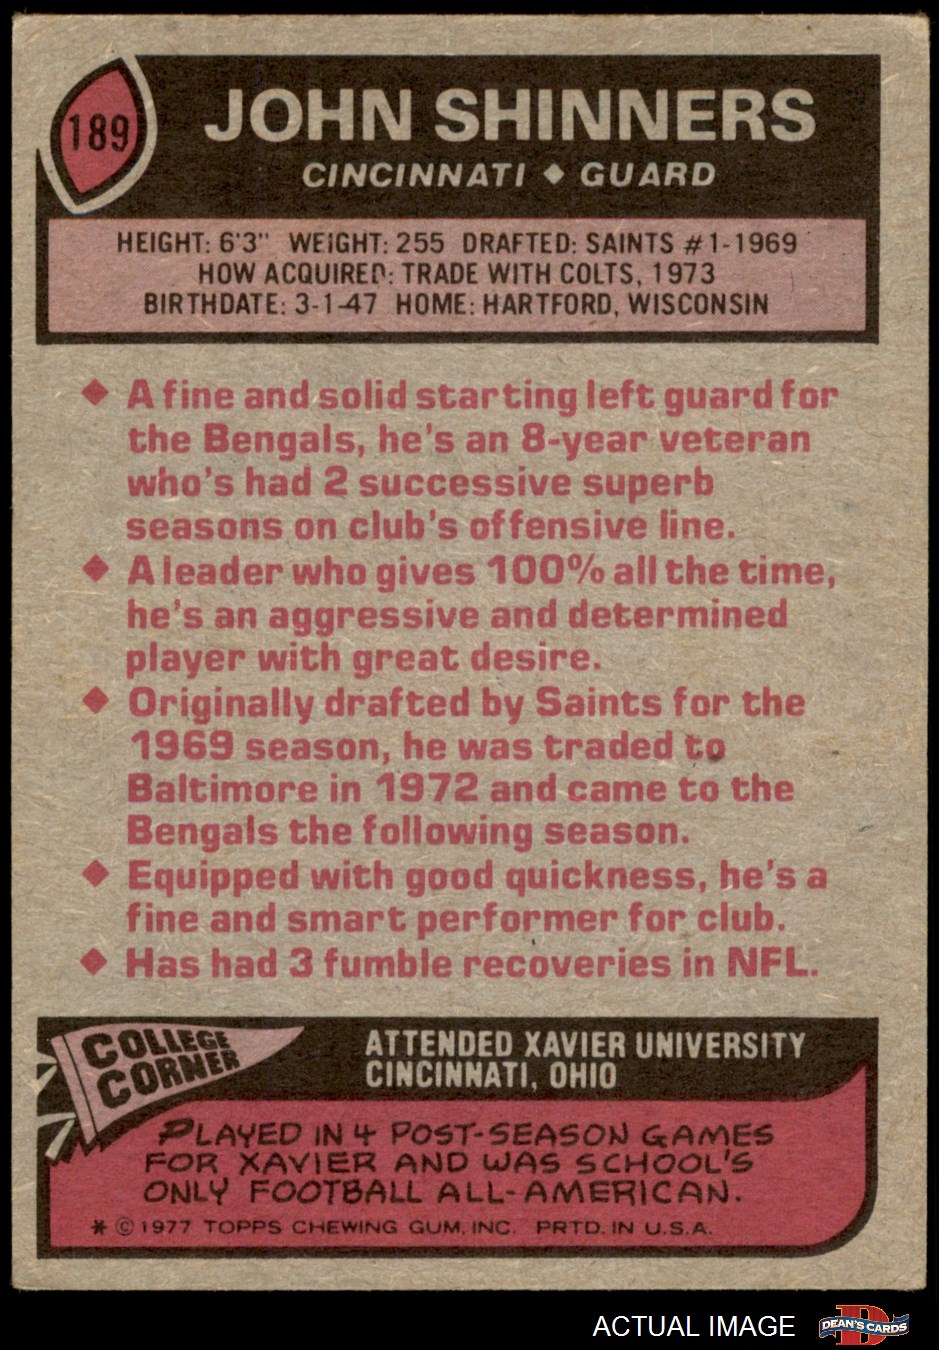 189
JOHN SHINNERS
CINCINNATI ◆ GUARD
HEIGHT: 6'3" WEIGHT: 255 DRAFTED: SAINTS #1-1969
HOW ACQUIRED: TRADE WITH COLTS, 1973
BIRTHDATE: 3-1-47 HOME: HARTFORD, WISCONSIN
◆ A fine and solid starting left guard for
the Bengals, he's an 8-year veteran
who's had 2 successive superb
seasons on club's offensive line.
◆ A leader who gives 100% all the time,
he's an aggressive and determined
player with great desire.
◆ Originally drafted by Saints for the
1969 season, he was traded to
Baltimore in 1972 and came to the
Bengals the following season.
◆ Equipped with good quickness, he's a
fine and smart performer for club.
◆ Has had 3 fumble recoveries in NFL.
COLLEGE
CORNER
ATTENDED XAVIER UNIVERSITY
CINCINNATI, OHIO
PLAYED IN 4 POST-SEASON GAMES
FOR XAVIER AND WAS SCHOOL'S
ONLY FOOTBALL ALL-AMERICAN.
* © 1977 TOPPS CHEWING GUM, INC. PRTD. IN U.S.A.
ACTUAL IMAGE
D
DEAN'S CARDS